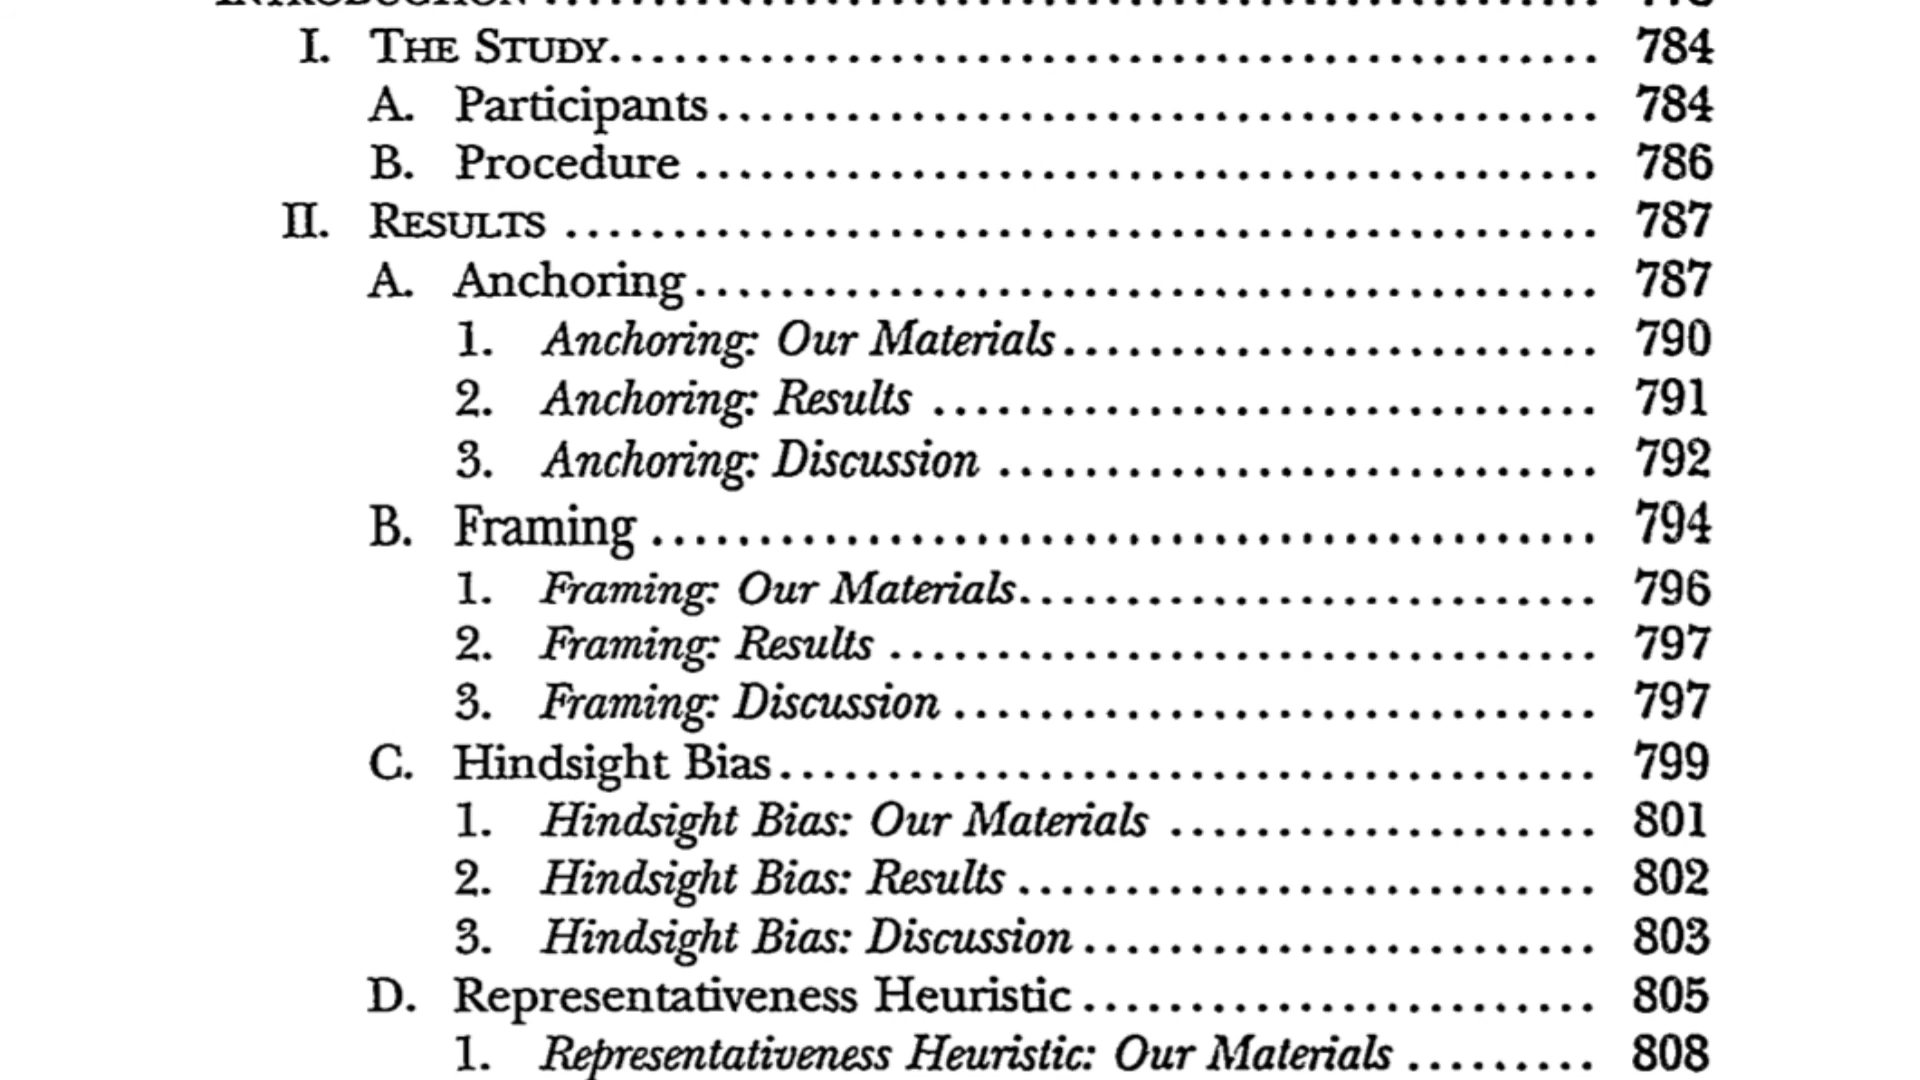 INTRODUCTION ........................................ 778
I. THE STUDY........................................ 784
A. Participants........................................ 784
B. Procedure ........................................ 786
II. RESULTS ........................................ 787
A. Anchoring........................................ 787
1. Anchoring: Our Materials........................ 790
2. Anchoring: Results ............................ 791
3. Anchoring: Discussion ......................... 792
B. Framing ........................................ 794
1. Framing: Our Materials.......................... 796
2. Framing: Results .............................. 797
3. Framing: Discussion ........................... 797
C. Hindsight Bias................................... 799
1. Hindsight Bias: Our Materials ................... 801
2. Hindsight Bias: Results ........................ 802
3. Hindsight Bias: Discussion...................... 803
D. Representativeness Heuristic...................... 805
1. Representativeness Heuristic: Our Materials ......... 808